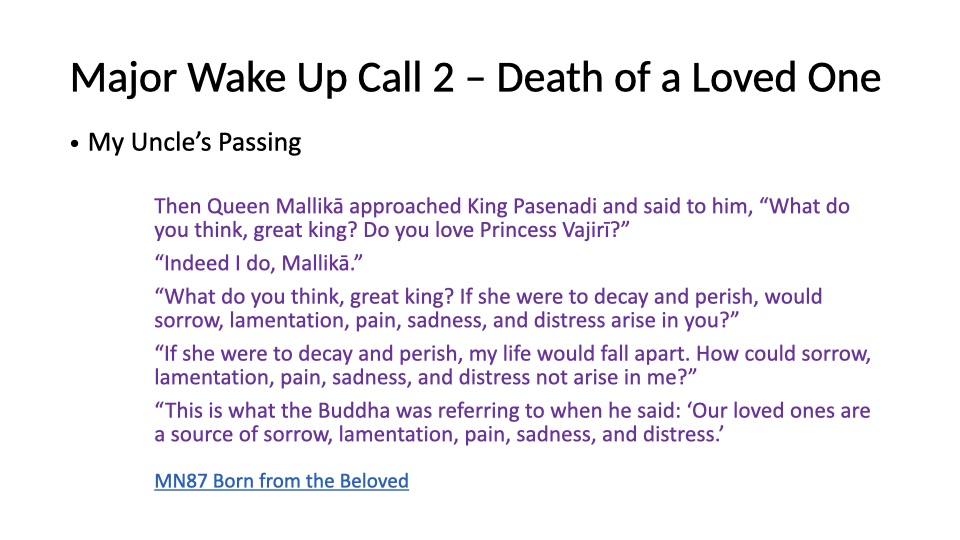 Major Wake Up Call 2 – Death of a Loved One
• My Uncle’s Passing
Then Queen Mallikā approached King Pasenadi and said to him, “What do
you think, great king? Do you love Princess Vajirī?”
“Indeed I do, Mallikā.”
“What do you think, great king? If she were to decay and perish, would
sorrow, lamentation, pain, sadness, and distress arise in you?”
“If she were to decay and perish, my life would fall apart. How could sorrow,
lamentation, pain, sadness, and distress not arise in me?”
“This is what the Buddha was referring to when he said: ‘Our loved ones are
a source of sorrow, lamentation, pain, sadness, and distress.’
MN87 Born from the Beloved